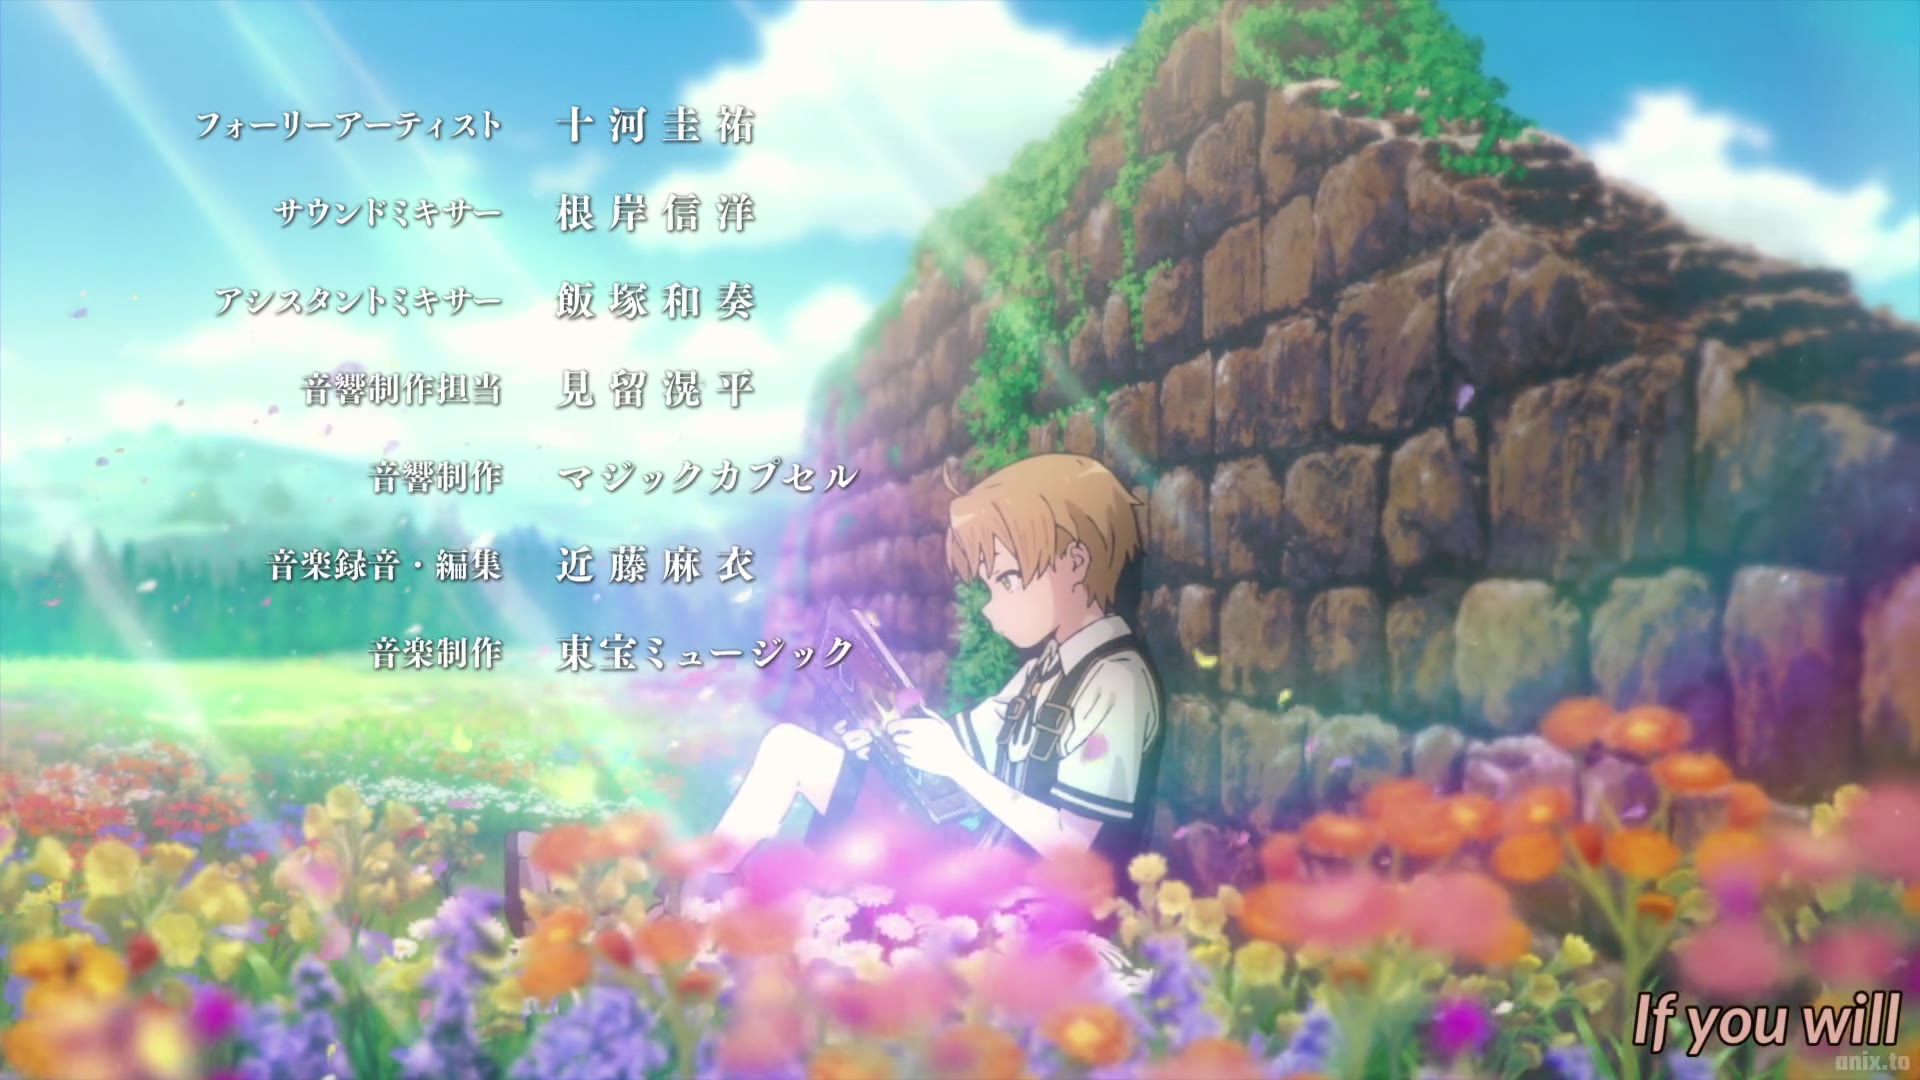 フォーリーアーティスト 十河圭祐
サウンドミキサー 根岸信洋
アシスタントミキサー 飯塚和奏
音響制作担当 見留滉平
音響制作 マジックカプセル
音楽録音・編集 近藤麻衣
音楽制作 東宝ミュージック
If you will
anix.to